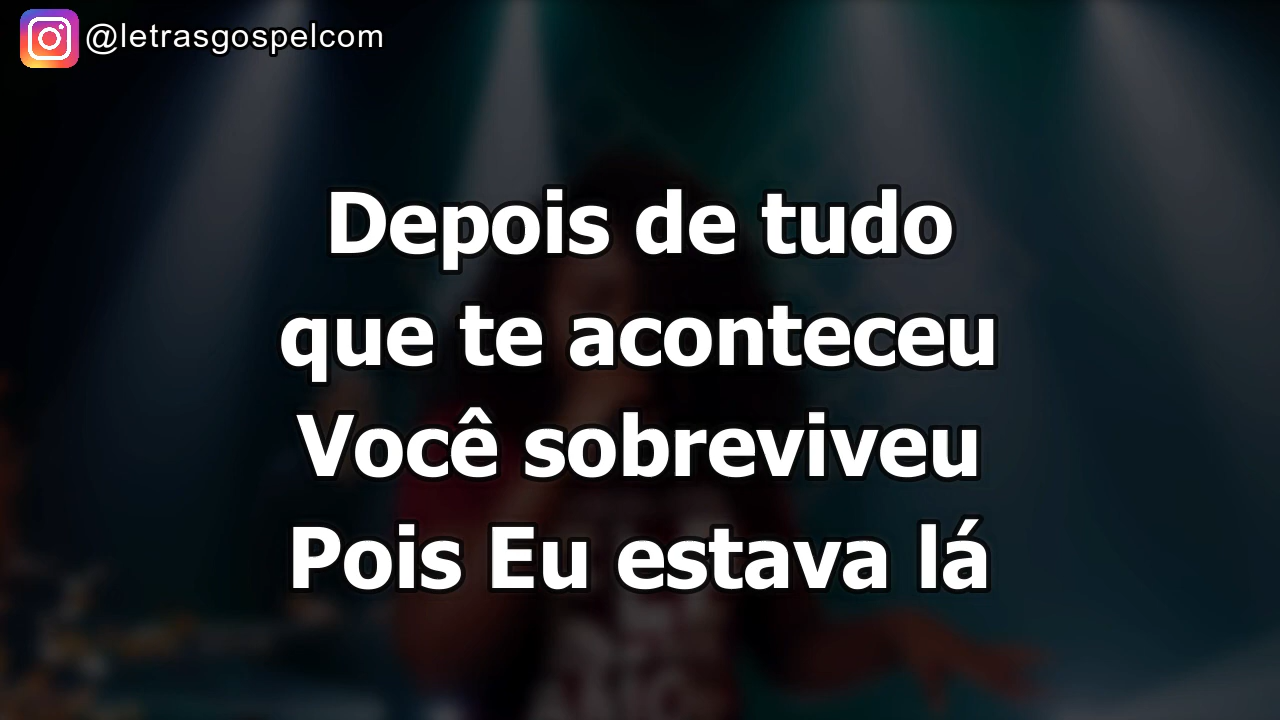 @letrasgospelcom
Depois de tudo
que te aconteceu
Você sobreviveu
Pois Eu estava lá